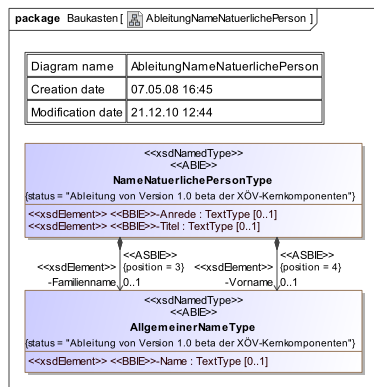 package Baukasten [ AbleitungNameNatuerlichePerson ]
Diagram name AbleitungNameNatuerlichePerson
Creation date 07.05.08 16:45
Modification date 21.12.10 12:44
<<xsdNamedType>>
<<ABIE>>
NameNatuerlichePersonType
{status = "Ableitung von Version 1.0 beta der XÖV-Kernkomponenten"}
<<xsdElement>> <<BBIE>>-Anrede : TextType [0..1]
<<xsdElement>> <<BBIE>>-Titel : TextType [0..1]
<<ASBIE>> <<ASBIE>>
<<xsdElement>> {position = 3} <<xsdElement>> {position = 4}
-Familienname 0..1 -Vorname 0..1
<<xsdNamedType>>
<<ABIE>>
AllgemeinerNameType
{status = "Ableitung von Version 1.0 beta der XÖV-Kernkomponenten"}
<<xsdElement>> <<BBIE>>-Name : TextType [0..1]